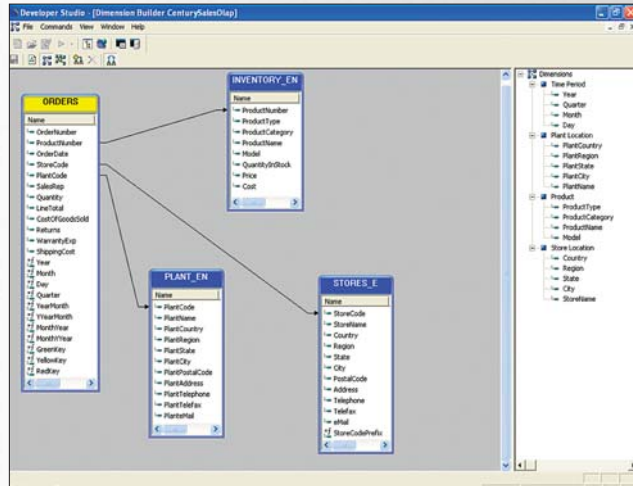 Developer Studio - [Dimension Builder CenturySalesOlap]
File Commands View Window Help
ORDERS
Name
OrderNumber
ProductNumber
OrderDate
StoreCode
PlantCode
SalesRep
Quantity
LineTotal
CostOfGoodsSold
Returns
WarrantyExp
ShippingCost
Year
Month
Day
Quarter
YearMonth
YYearMonth
MonthYear
MonthYYear
GreenKey
YellowKey
RedKey
INVENTORY_EN
Name
ProductNumber
ProductType
ProductCategory
ProductName
Model
QuantityInStock
Price
Cost
PLANT_EN
Name
PlantCode
PlantName
PlantCountry
PlantRegion
PlantState
PlantCity
PlantPostalCode
PlantAddress
PlantTelephone
PlantTelefax
PlanteMail
STORES_E
Name
StoreCode
StoreName
Country
Region
State
City
PostalCode
Address
Telephone
Telefax
eMail
StoreCodePrefix
Dimensions
Time Period
Year
Quarter
Month
Day
Plant Location
PlantCountry
PlantRegion
PlantState
PlantCity
PlantName
Product
ProductType
ProductCategory
ProductName
Model
Store Location
Country
Region
State
City
StoreName